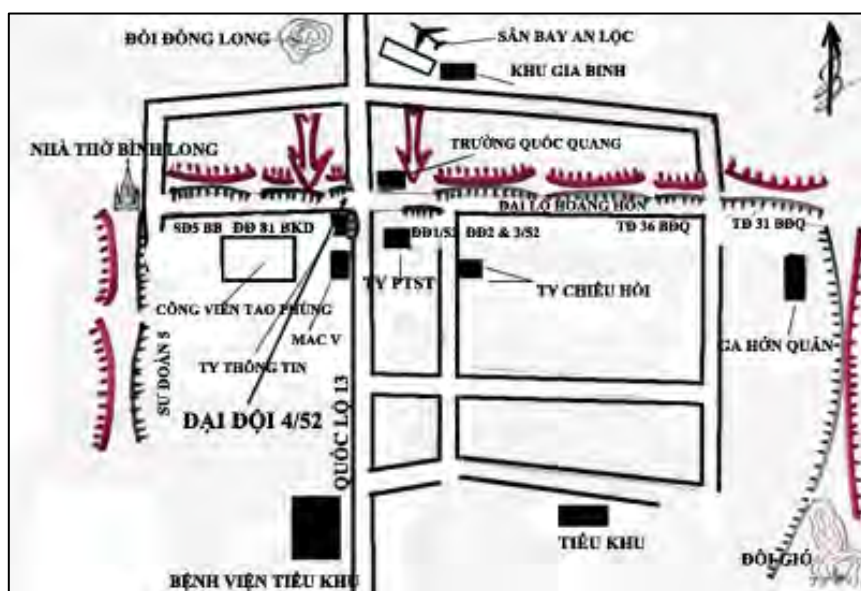 ĐỒI ĐỒNG LONG
SÂN BAY AN LỘC
KHU GIA BINH
NHÀ THỜ BÌNH LONG
TRƯỜNG QUỐC QUANG
ĐẠI LỘ HOÀNG HÔN
SĐ5 BB
ĐĐ 81 BKD
ĐĐ1/52
ĐĐ2 & 3/52
TĐ 36 BĐQ
TĐ 31 BĐQ
TY PTST
TY CHIÊU HỒI
CÔNG VIÊN TAO PHÙNG
MAC V
TY THÔNG TIN
GA HỚN QUẢN
SƯ DOÀN 5
ĐẠI ĐỘI 4/52
QUỐC LỘ 13
TIỂU KHU
ĐỒI GIÓ
BỆNH VIỆN TIỂU KHU